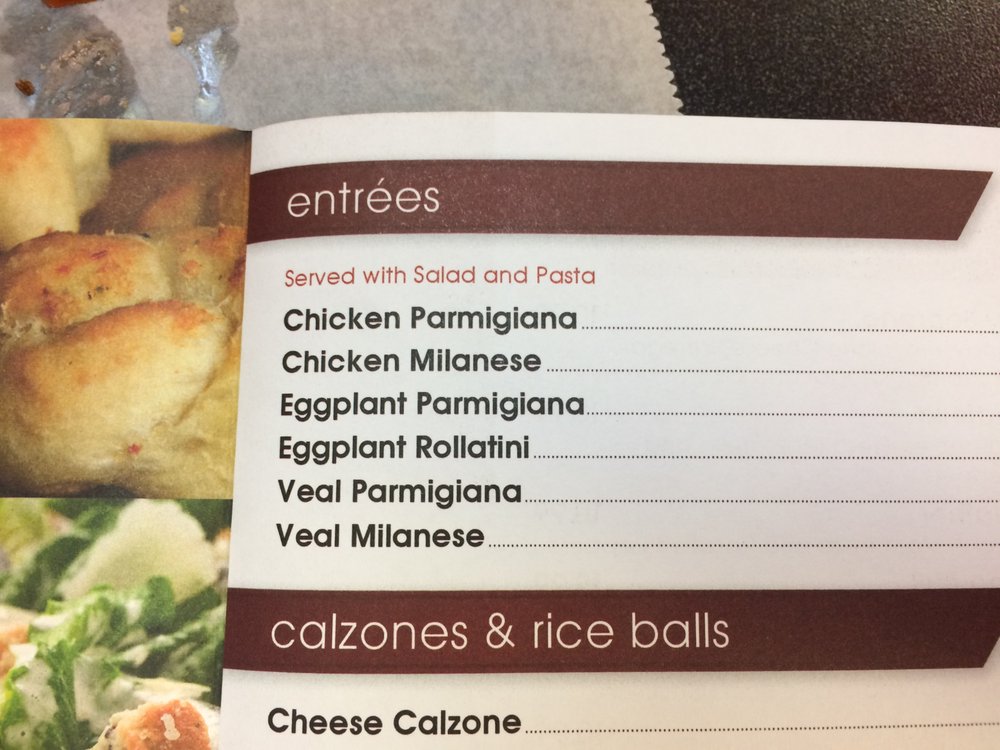 entrées
Served with Salad and Pasta
Chicken Parmigiana
Chicken Milanese
Eggplant Parmigiana
Eggplant Rollatini
Veal Parmigiana
Veal Milanese
calzones & rice balls
Cheese Calzone